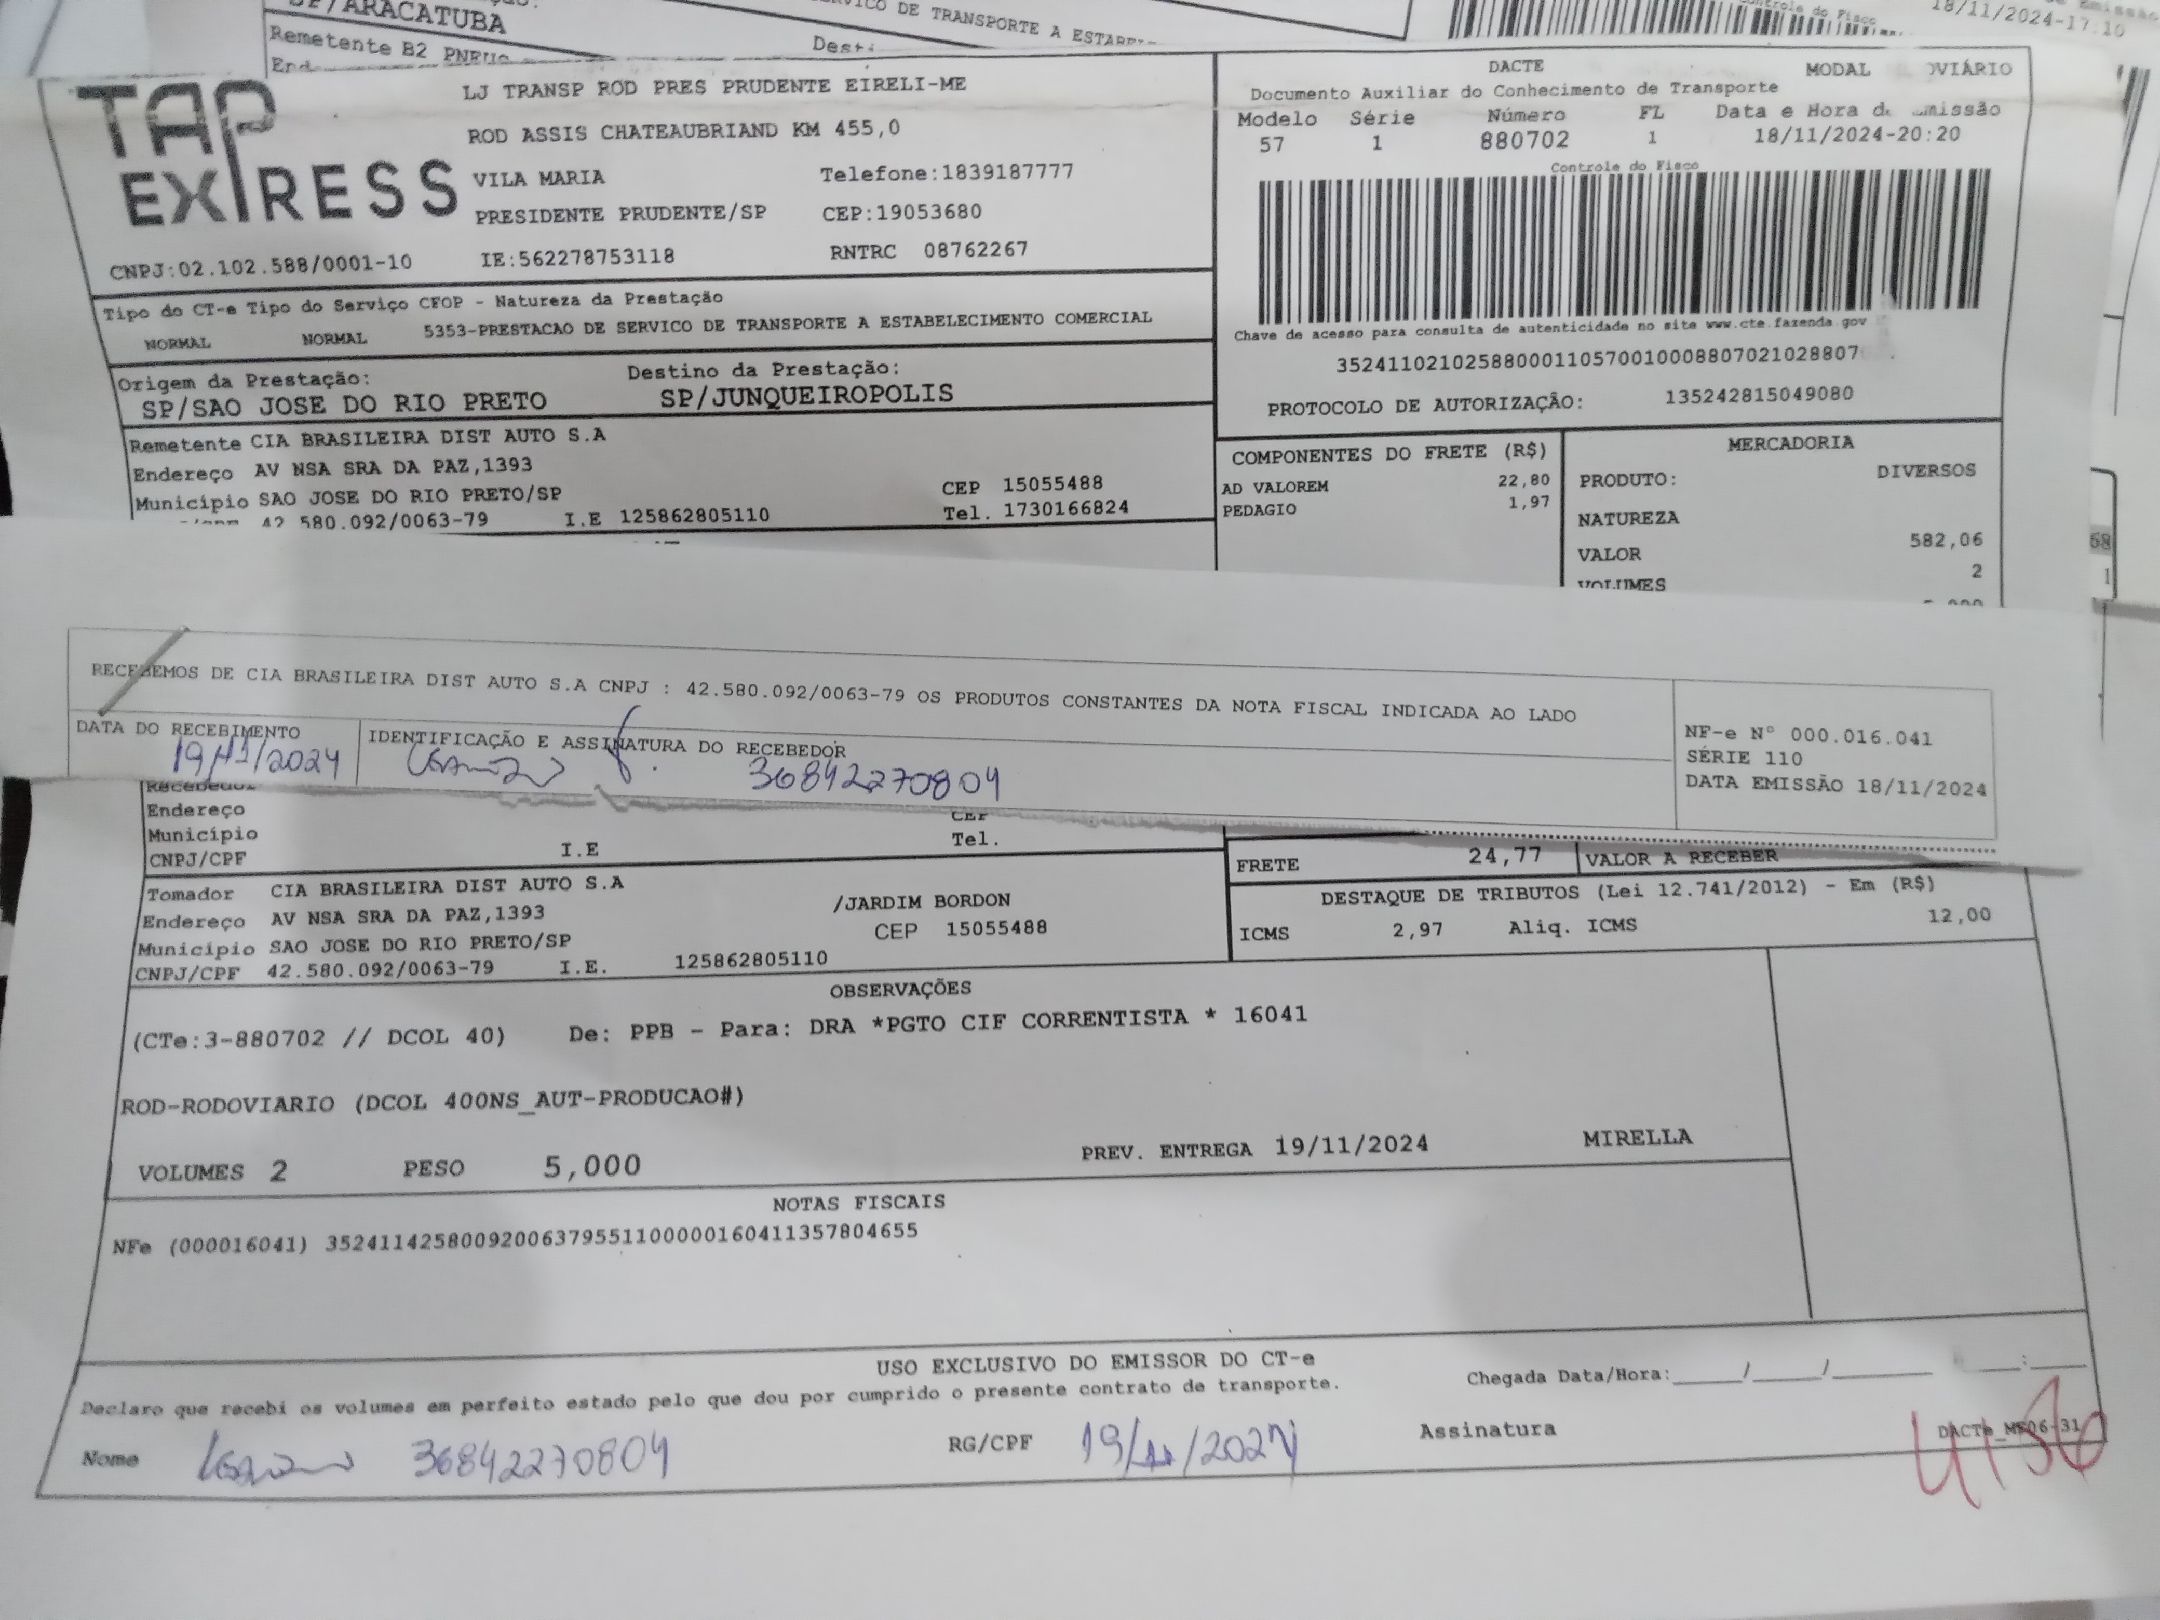 SP/ARACATUBA
Remetente B2 PNEUS
DE TRANSPORTE A
18/11/2024-17:10
TAP EXPRESS
LJ TRANSP ROD PRES PRUDENTE EIRELI-ME
ROD ASSIS CHATEAUBRIAND KM 455,0
VILA MARIA Telefone:1839187777
PRESIDENTE PRUDENTE/SP CEP:19053680
CNPJ:02.102.588/0001-10 IE:562278753118 RNTRC 08762267
DACTE MODAL
Documento Auxiliar do Conhecimento de Transporte
Modelo Série Número FL Data e Hora
57 1 880702 1 18/11/2024-20:20
Controle do Fisco
Chave de acesso para consulta de autenticidade no site www.cte.fazenda.gov
PROTOCOLO DE AUTORIZAÇÃO: 135242815049080
Tipo do CT-e Tipo do Serviço CFOP - Natureza da Prestação
NORMAL NORMAL 5353-PRESTACAO DE SERVICO DE TRANSPORTE A ESTABELECIMENTO COMERCIAL
Origem da Prestação: Destino da Prestação:
SP/SAO JOSE DO RIO PRETO SP/JUNQUEIROPOLIS
Remetente CIA BRASILEIRA DIST AUTO S.A
Endereço AV NSA SRA DA PAZ,1393
Município SAO JOSE DO RIO PRETO/SP CEP 15055488
42.580.092/0063-79 I.E 125862805110 Tel. 1730166824
COMPONENTES DO FRETE (R$)
AD VALOREM 22,80
PEDAGIO 1,97
MERCADORIA
PRODUTO: DIVERSOS
NATUREZA
VALOR 582,06
VOLUMES 2
RECEBEMOS DE CIA BRASILEIRA DIST AUTO S.A CNPJ : 42.580.092/0063-79 OS PRODUTOS CONSTANTES DA NOTA FISCAL INDICADA AO LADO
DATA DO RECEBIMENTO IDENTIFICAÇÃO E ASSINATURA DO RECEBEDOR
19/11/2024 36842270804
NF-e Nº 000.016.041
SÉRIE 110
DATA EMISSÃO 18/11/2024
Recebedor
Endereço CEP
Município Tel.
CNPJ/CPF I.E
FRETE 24,77 VALOR A RECEBER
Tomador CIA BRASILEIRA DIST AUTO S.A
Endereço AV NSA SRA DA PAZ,1393 /JARDIM BORDON
Município SAO JOSE DO RIO PRETO/SP CEP 15055488
CNPJ/CPF 42.580.092/0063-79 I.E. 125862805110
DESTAQUE DE TRIBUTOS (Lei 12.741/2012) - Em (R$)
ICMS 2,97 Aliq. ICMS 12,00
OBSERVAÇÕES
(CTe:3-880702 // DCOL 40) De: PPB - Para: DRA *PGTO CIF CORRENTISTA * 16041
ROD-RODOVIARIO (DCOL 400NS_AUT-PRODUCAO#)
VOLUMES 2 PESO 5,000 PREV. ENTREGA 19/11/2024 MIRELLA
NOTAS FISCAIS
NFe (000016041) 35241142580092006379551100000160411357804655
USO EXCLUSIVO DO EMISSOR DO CT-e
Declaro que recebi os volumes em perfeito estado pelo que dou por cumprido o presente contrato de transporte.
Chegada Data/Hora:_____/_____/_______ ____:____
Nome 36842270804 RG/CPF 19/11/2024 Assinatura